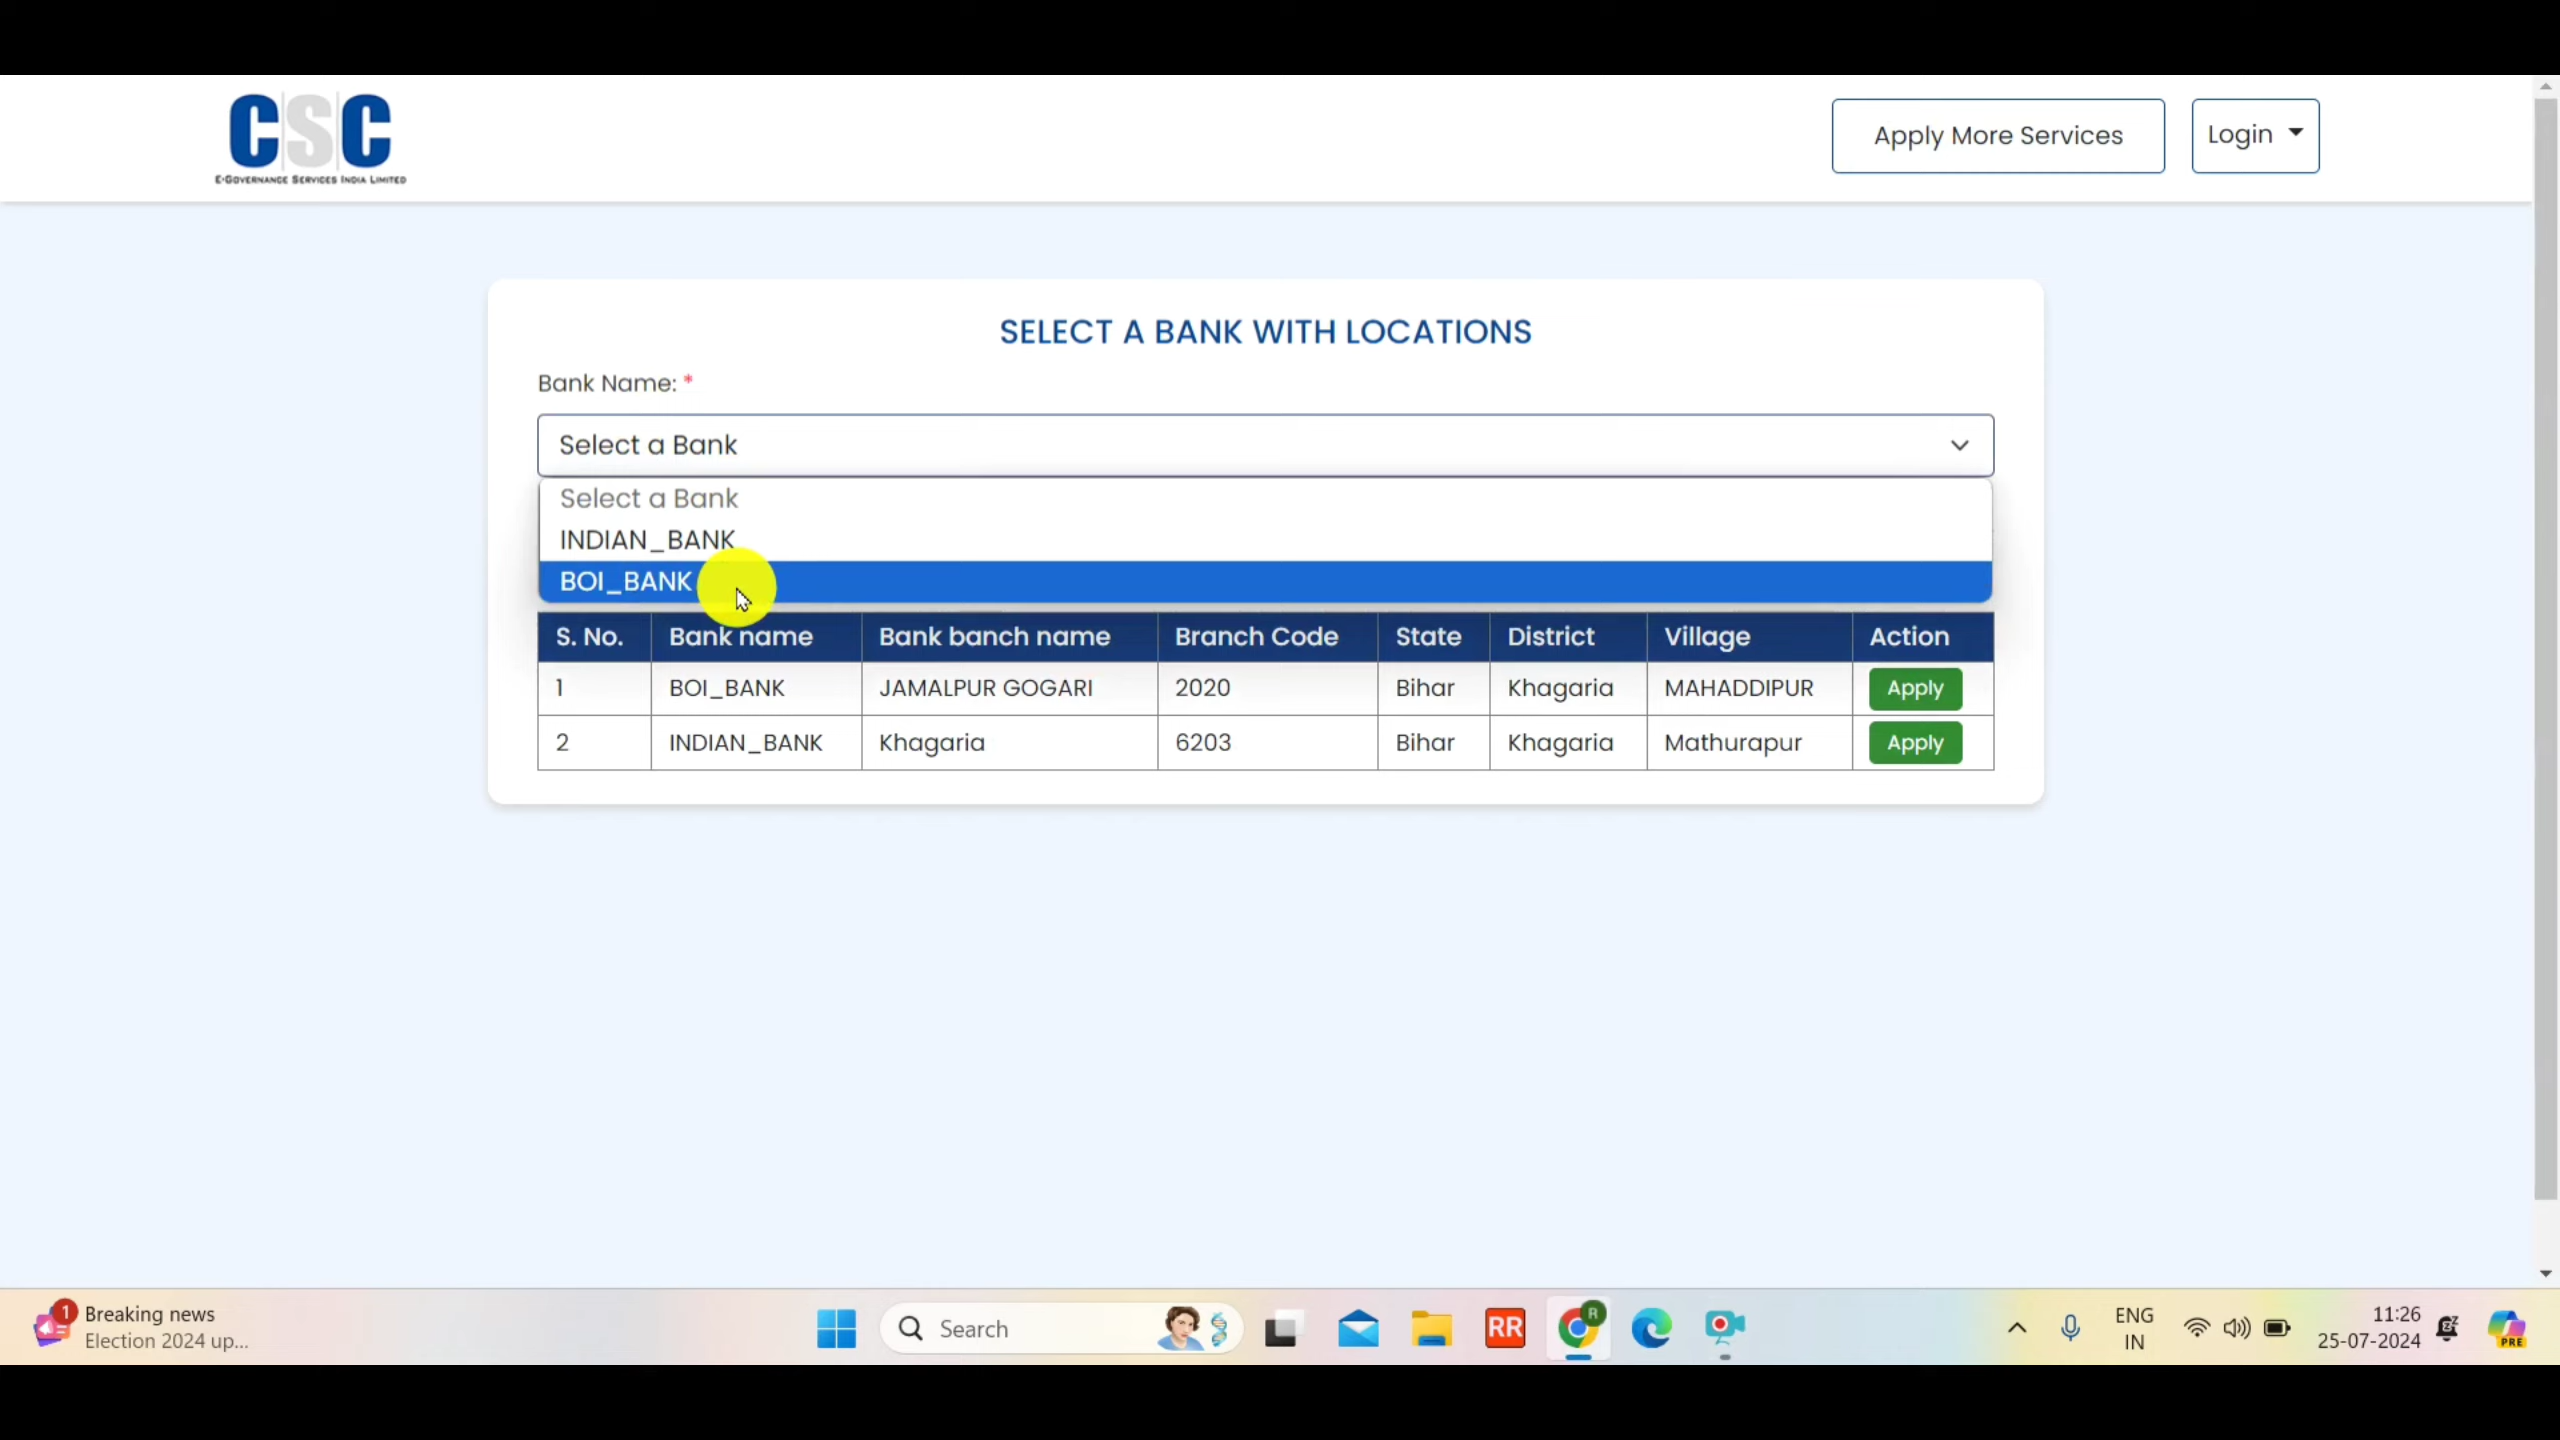 CSC
E-GOVERNANCE SERVICES INDIA LIMITED
Apply More Services
Login
SELECT A BANK WITH LOCATIONS
Bank Name: *
Select a Bank
Select a Bank
INDIAN_BANK
BOI_BANK
S. No. Bank name Bank banch name Branch Code State District Village Action
1 BOI_BANK JAMALPUR GOGARI 2020 Bihar Khagaria MAHADDIPUR Apply
2 INDIAN_BANK Khagaria 6203 Bihar Khagaria Mathurapur Apply
1
Breaking news
Election 2024 up...
Search
RR
R
ENG
IN
11:26
25-07-2024
PRE